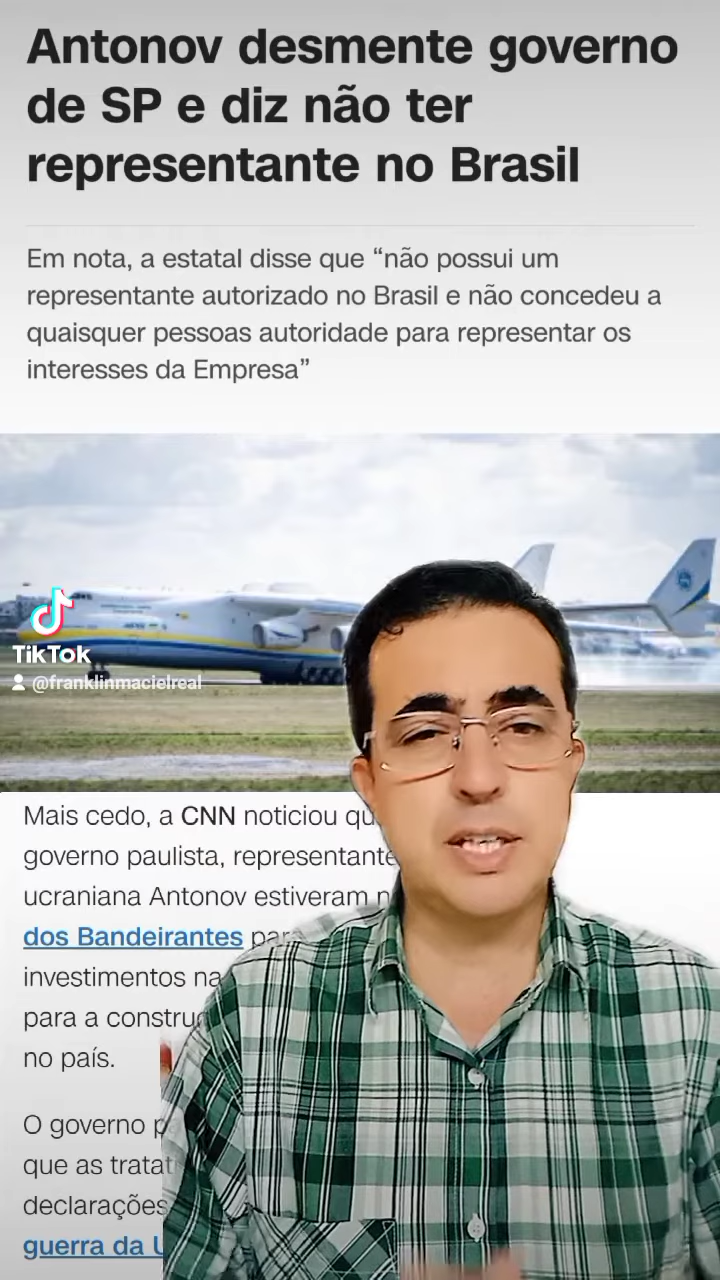 Antonov desmente governo
de SP e diz não ter
representante no Brasil
Em nota, a estatal disse que “não possui um
representante autorizado no Brasil e não concedeu a
quaisquer pessoas autoridade para representar os
interesses da Empresa”
TikTok
@franklinmacielreal
Mais cedo, a CNN noticiou qu
governo paulista, representante
ucraniana Antonov estiveram n
dos Bandeirantes para
investimentos na
para a constru
no país.
O governo p
que as tratat
declarações
guerra da U